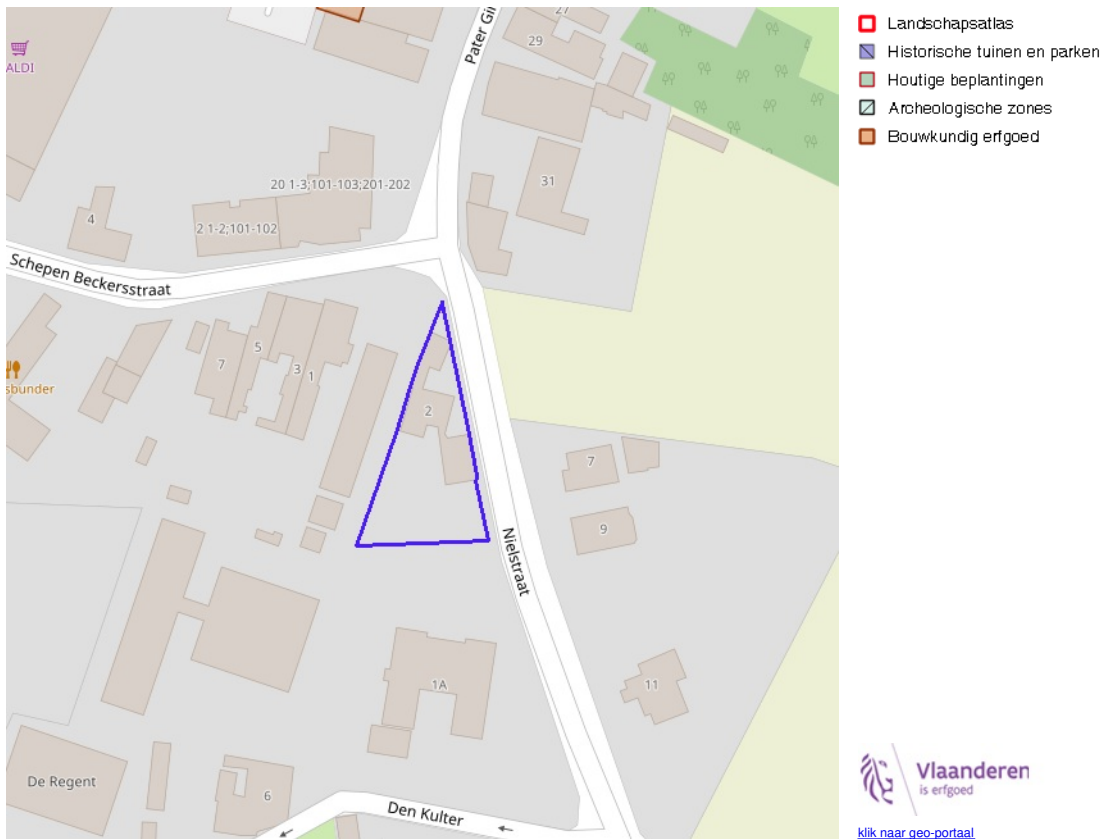 Landschapsatlas
Historische tuinen en parken
Houtige beplantingen
Archeologische zones
Bouwkundig erfgoed
ALDI
27
29
31
20 1-3;101-103;201-202
2 1-2;101-102
4
Schepen Beckersstraat
7
5
3
1
2
sbunder
7
9
Nielstraat
1A
11
De Regent
6
Den Kulter
Vlaanderen
is erfgoed
klik naar geo-portaal
Pater Gi